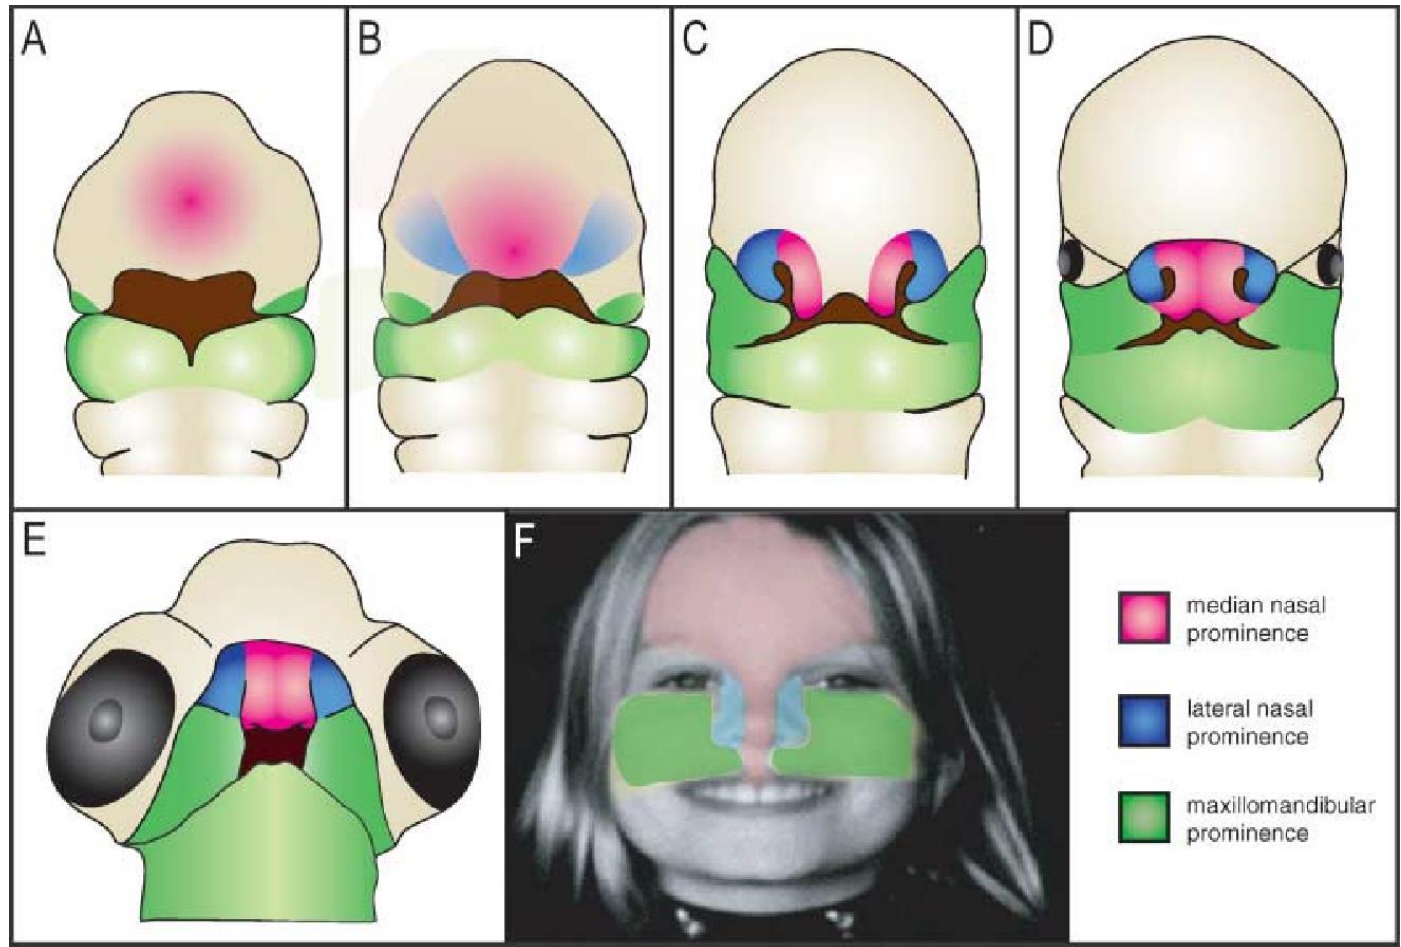 A
B
C
D
E
F
median nasal
prominence
lateral nasal
prominence
maxillomandibular
prominence